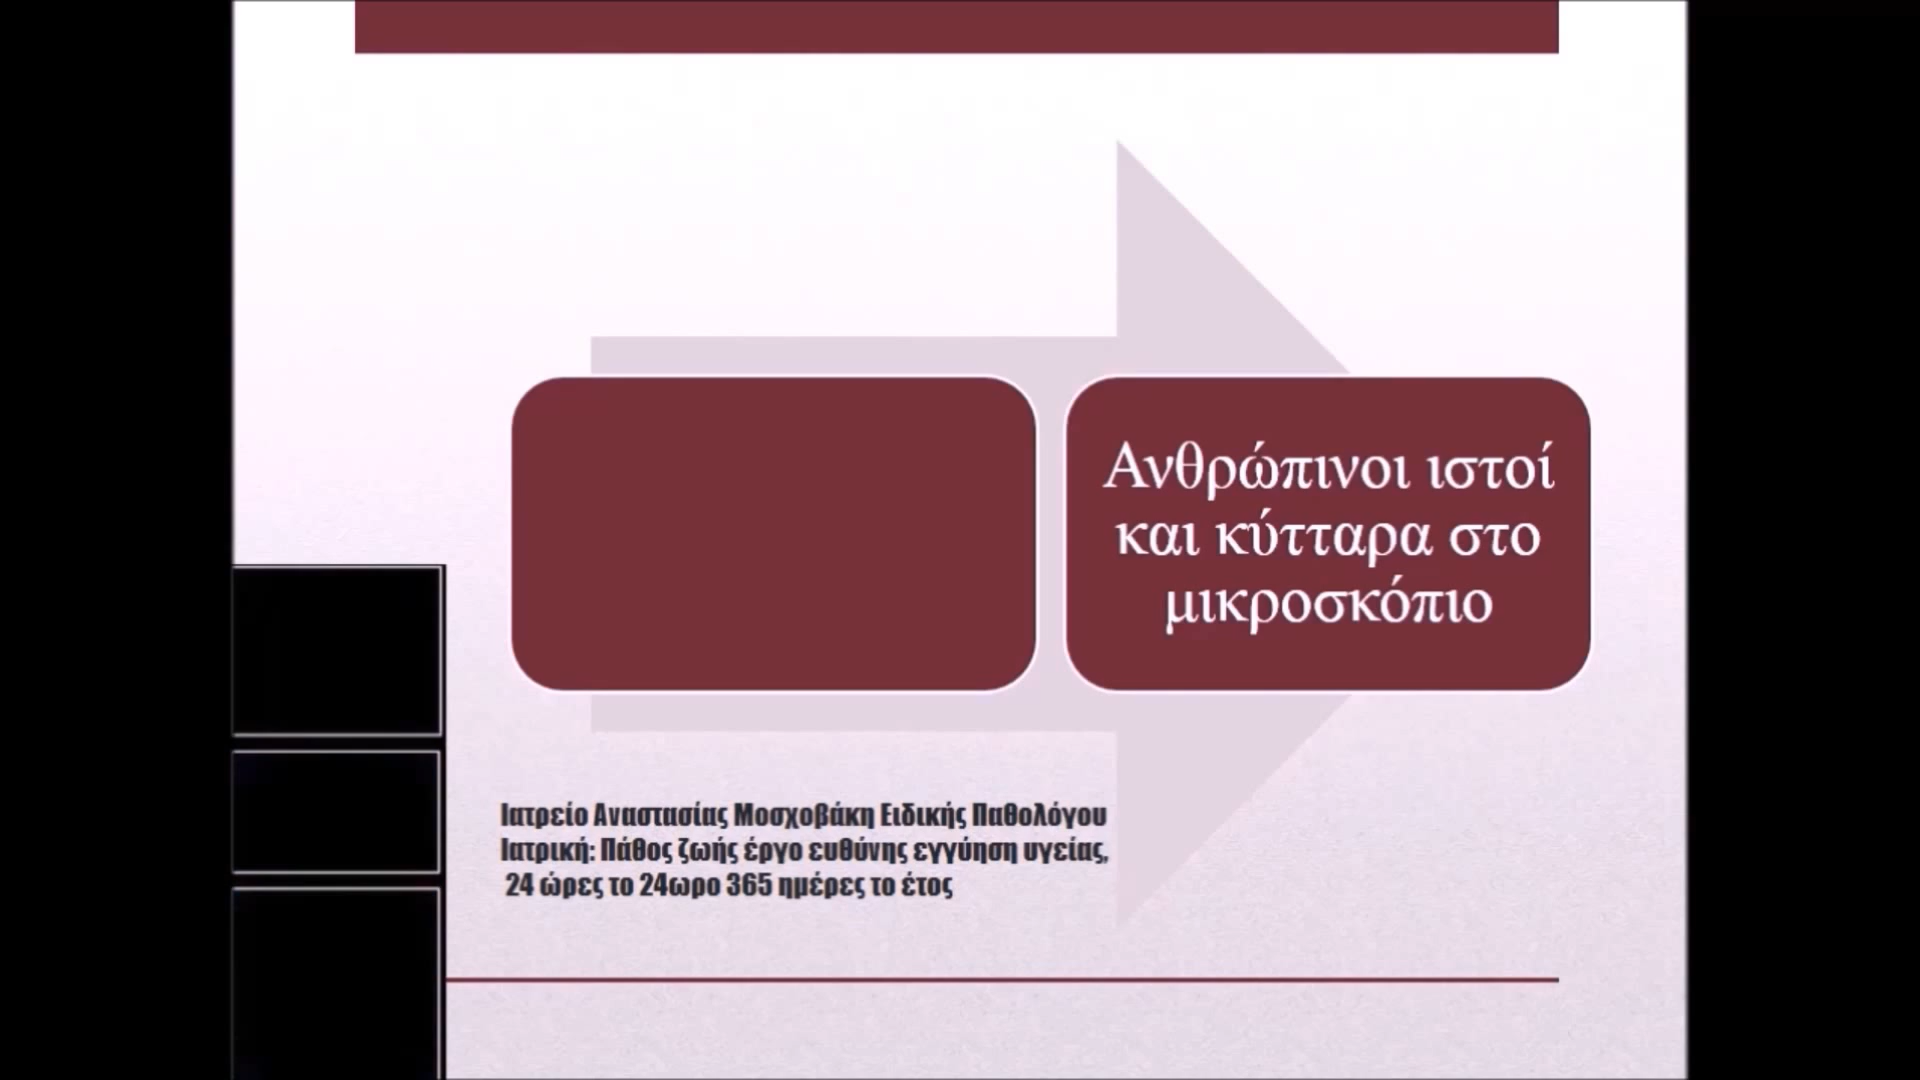 Ανθρώπινοι ιστοί
και κύτταρα στο
μικροσκόπιο
Ιατρείο Αναστασίας Μοσχοβάκη Ειδικής Παθολόγου
Ιατρική: Πάθος ζωής έργο ευθύνης εγγύηση υγείας,
24 ώρες το 24ωρο 365 ημέρες το έτος